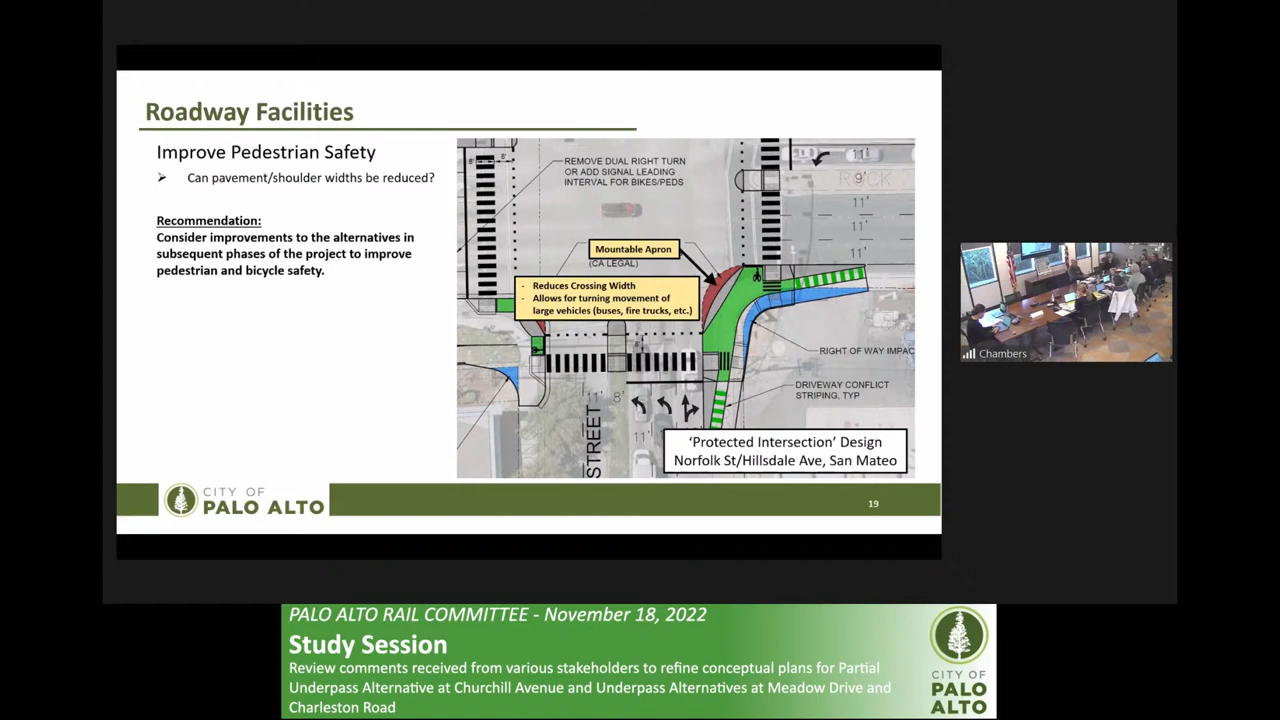 Roadway Facilities
Improve Pedestrian Safety
➢ Can pavement/shoulder widths be reduced?
Recommendation:
Consider improvements to the alternatives in
subsequent phases of the project to improve
pedestrian and bicycle safety.
8' 8'
REMOVE DUAL RIGHT TURN
OR ADD SIGNAL LEADING
INTERVAL FOR BIKES/PEDS
11'
9'
11'
11'
Mountable Apron
(CA LEGAL)
- Reduces Crossing Width
- Allows for turning movement of
large vehicles (buses, fire trucks, etc.)
RIGHT OF WAY IMPAC
DRIVEWAY CONFLICT
STRIPING, TYP
11' 8'
11'
STREET
'Protected Intersection' Design
Norfolk St/Hillsdale Ave, San Mateo
CITY OF
PALO ALTO
19
Chambers
PALO ALTO RAIL COMMITTEE - November 18, 2022
Study Session
Review comments received from various stakeholders to refine conceptual plans for Partial
Underpass Alternative at Churchill Avenue and Underpass Alternatives at Meadow Drive and
Charleston Road
CITY OF
PALO
ALTO